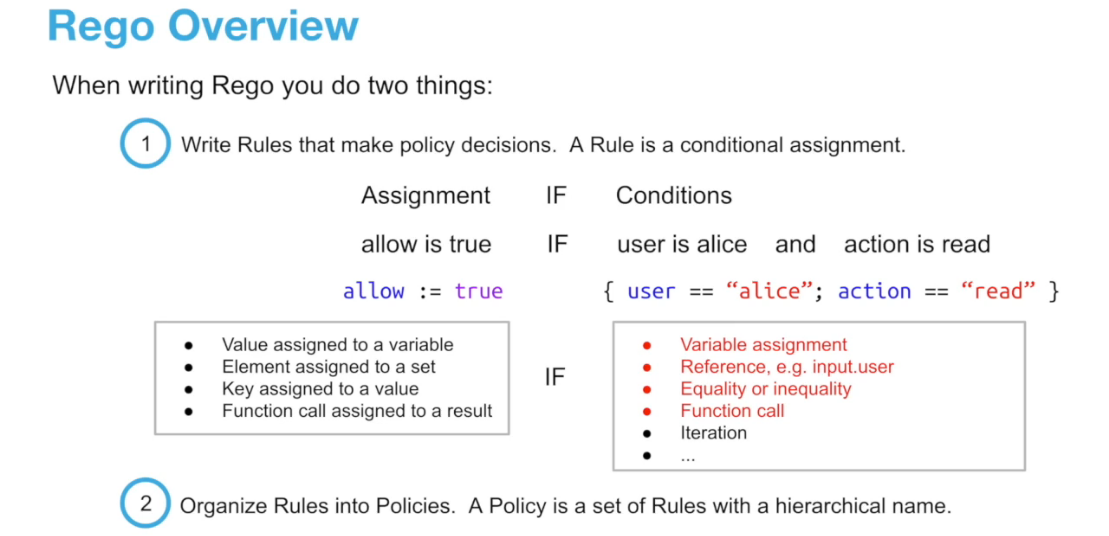 Rego Overview
When writing Rego you do two things:
1 Write Rules that make policy decisions. A Rule is a conditional assignment.
Assignment IF Conditions
allow is true IF user is alice and action is read
allow := true { user == “alice”; action == “read” }
● Value assigned to a variable
● Element assigned to a set
● Key assigned to a value
● Function call assigned to a result
IF
● Variable assignment
● Reference, e.g. input.user
● Equality or inequality
● Function call
● Iteration
● ...
2 Organize Rules into Policies. A Policy is a set of Rules with a hierarchical name.